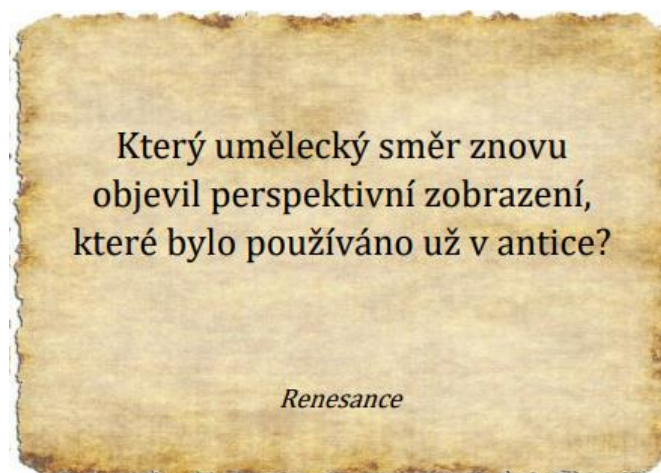 Který umělecký směr znovu
objevil perspektivní zobrazení,
které bylo používáno už v antice?
Renesance